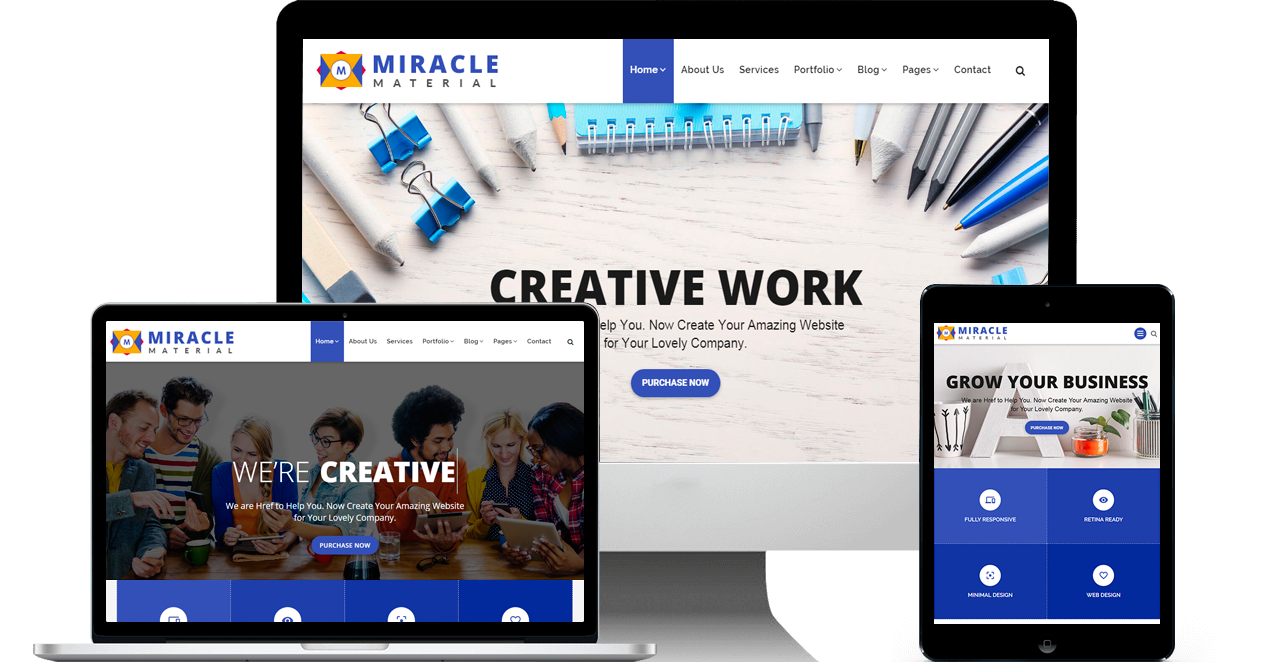 M
MIRACLE
MATERIAL
Home
About Us
Services
Portfolio
Blog
Pages
Contact
CREATIVE WORK
elp You. Now Create Your Amazing Website
for Your Lovely Company.
PURCHASE NOW
M
MIRACLE
MATERIAL
Home
About Us
Services
Portfolio
Blog
Pages
Contact
WE'RE CREATIVE
We are Href to Help You. Now Create Your Amazing Website
for Your Lovely Company.
PURCHASE NOW
M
MIRACLE
MATERIAL
GROW YOUR BUSINESS
We are Href to Help You. Now Create Your Amazing Website
for Your Lovely Company.
PURCHASE NOW
FULLY RESPONSIVE
RETINA READY
MINIMAL DESIGN
WEB DESIGN